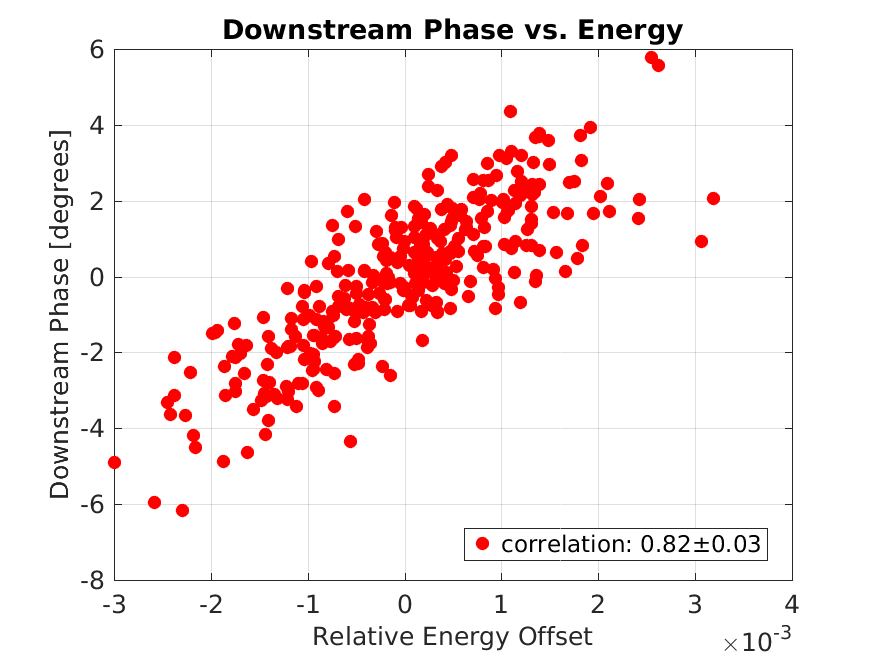 Downstream Phase vs. Energy
6
4
2
0
-2
-4
-6
-8
Downstream Phase [degrees]
correlation: 0.82±0.03
-3 -2 -1 0 1 2 3 4
Relative Energy Offset
×10-3